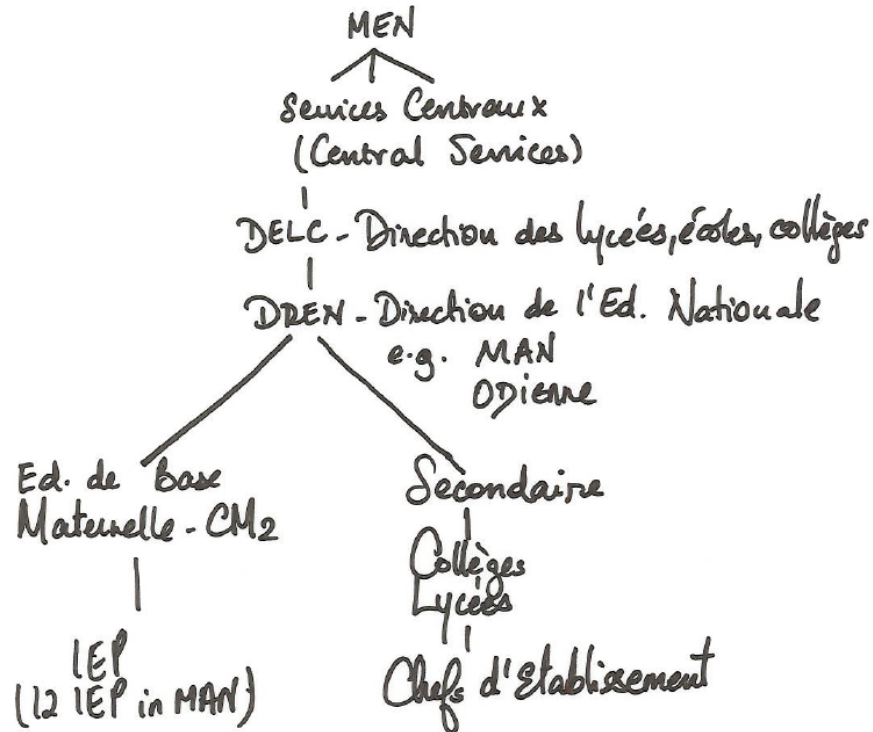 MEN
Services Centraux
(Central Services)
DELC - Direction des lycées, écoles, collèges
DREN - Direction de l'Ed. Nationale
e.g. MAN
ODIENNE
Ed. de Base
Maternelle - CM2
IEP
(12 IEP in MAN)
Secondaire
Collèges
Lycées
Chefs d'Etablissement